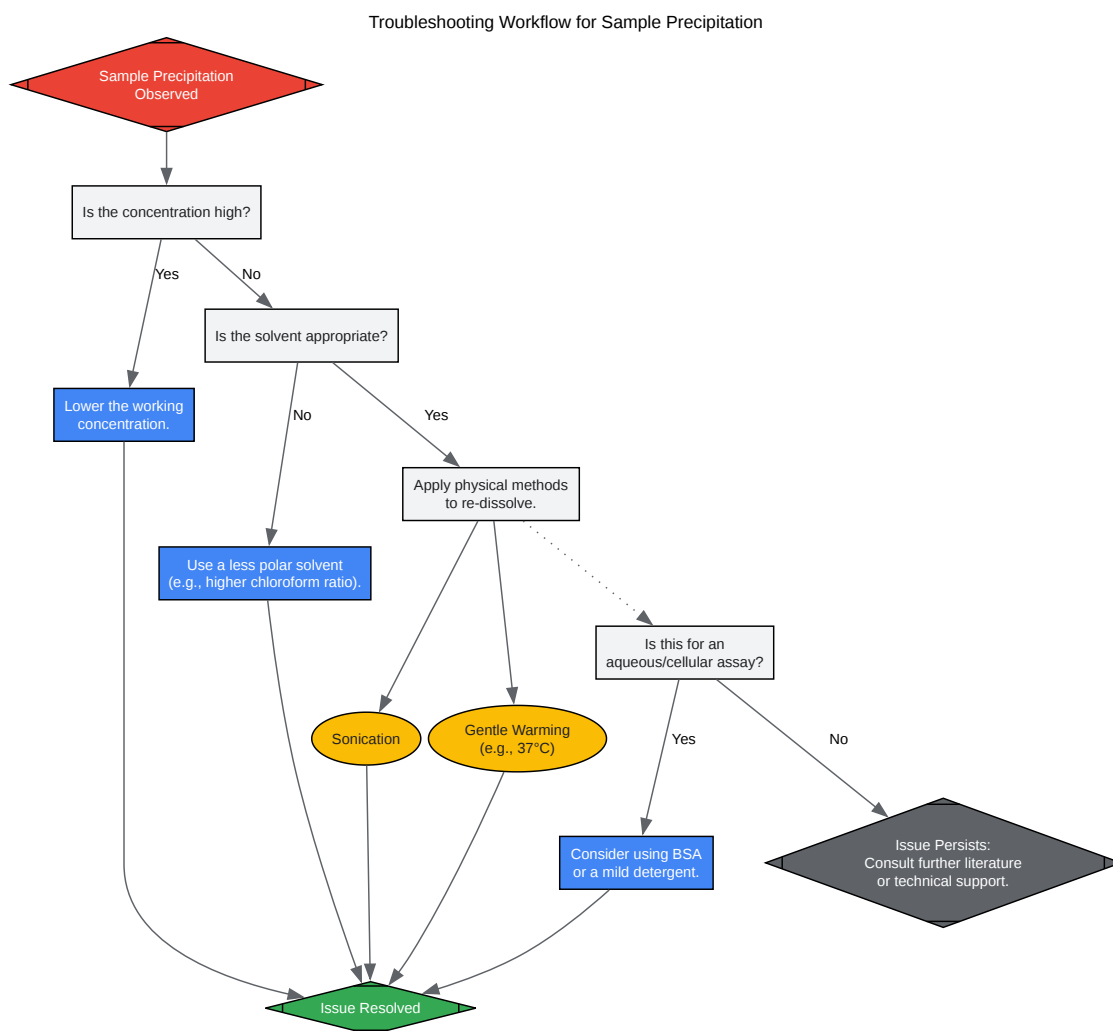 Troubleshooting Workflow for Sample Precipitation
Sample Precipitation
Observed
Is the concentration high?
Yes
No
Is the solvent appropriate?
Lower the working
concentration.
No
Yes
Apply physical methods
to re-dissolve.
Use a less polar solvent
(e.g., higher chloroform ratio).
Is this for an
aqueous/cellular assay?
Sonication
Gentle Warming
(e.g., 37°C)
Yes
No
Consider using BSA
or a mild detergent.
Issue Persists:
Consult further literature
or technical support.
Issue Resolved